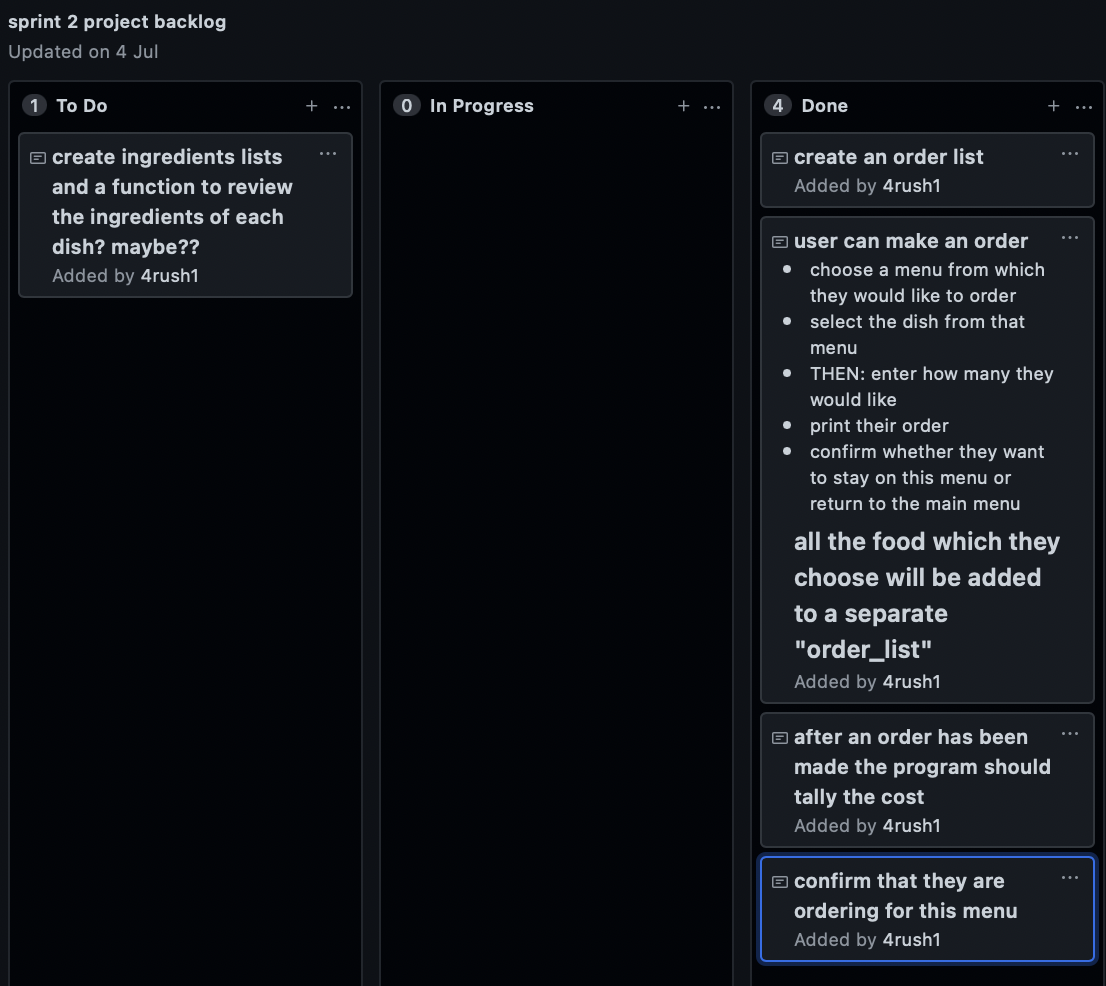 sprint 2 project backlog
Updated on 4 Jul
1 To Do + ...
create ingredients lists ...
and a function to review
the ingredients of each
dish? maybe??
Added by 4rush1
0 In Progress + ...
4 Done + ...
create an order list ...
Added by 4rush1
user can make an order ...
• choose a menu from which
they would like to order
• select the dish from that
menu
• THEN: enter how many they
would like
• print their order
• confirm whether they want
to stay on this menu or
return to the main menu
all the food which they
choose will be added
to a separate
"order_list"
Added by 4rush1
after an order has been ...
made the program should
tally the cost
Added by 4rush1
confirm that they are ...
ordering for this menu
Added by 4rush1